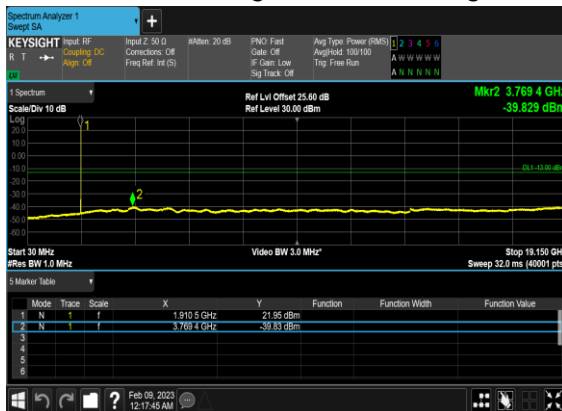 Spectrum Analyzer 1
Swept SA
KEYSIGHT Input: RF Input Z: 50 Ω #Atten: 20 dB PNO: Fast Avg Type: Power (RMS) 1 2 3 4 5 6
R T Coupling: DC Corrections: Off Gate: Off Avg|Hold: 100/100 A W W W W W
Align: Off Freq Ref: Int (S) IF Gain: Low Trig: Free Run
Sig Track: Off A N N N N N
LXI
1 Spectrum Ref Lvl Offset 25.60 dB Mkr2 3.769 4 GHz
Scale/Div 10 dB Ref Level 30.00 dBm -39.829 dBm
Log
1
20.0
10.0
0.00
-10.0
DL1 -13.00 dBm
-20.0
-30.0
2
-40.0
-50.0
-60.0
Start 30 MHz Video BW 3.0 MHz* Stop 19.150 GHz
#Res BW 1.0 MHz Sweep 32.0 ms (40001 pts)
5 Marker Table
Mode Trace Scale X Y Function Function Width Function Value
1 N 1 f 1.910 5 GHz 21.95 dBm
2 N 1 f 3.769 4 GHz -39.83 dBm
3
4
5
6
? Feb 09, 2023
12:17:45 AM